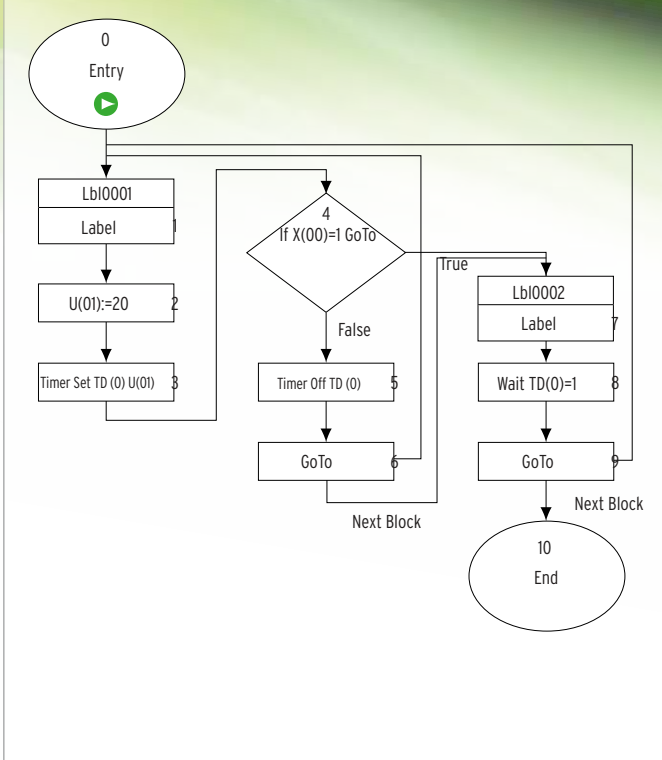 0
Entry
Lbl0001
Label 1
U(01):=20 2
Timer Set TD (0) U(01) 3
4
If X(00)=1 GoTo
True
False
Timer Off TD (0) 5
GoTo 6
Next Block
Lbl0002
Label 7
Wait TD(0)=1 8
GoTo 9
Next Block
10
End